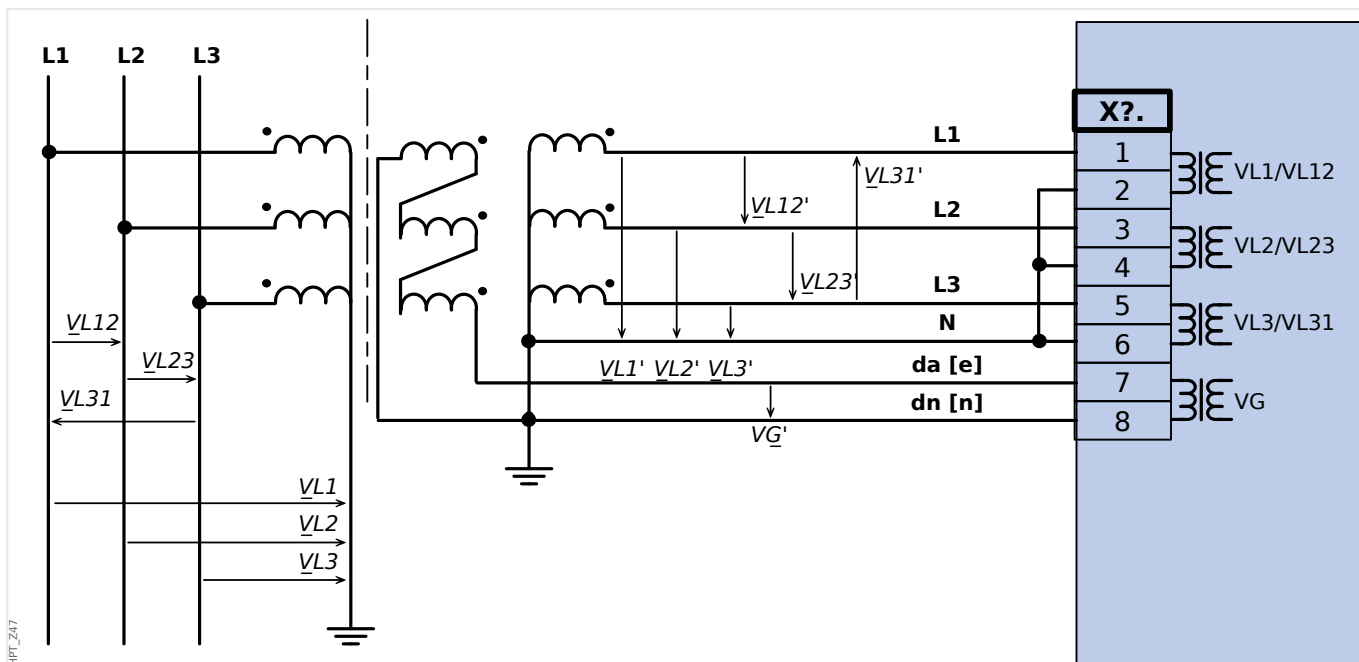 L1 L2 L3
X?.
L1
1
VL31'
VL1/VL12
2
VL12'
L2
3
VL2/VL23
4
VL23'
L3
5
N
VL3/VL31
VL12
6
VL23
VL1' VL2' VL3'
da [e]
7
VL31
dn [n]
VG
8
VG'
VL1
VL2
VL3
HPT_Z47